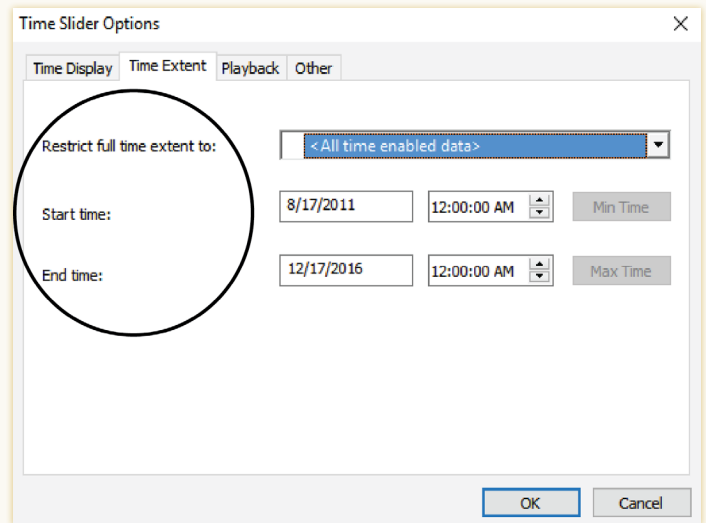 Time Slider Options
Time Display Time Extent Playback Other
Restrict full time extent to: <All time enabled data>
Start time: 8/17/2011 12:00:00 AM Min Time
End time: 12/17/2016 12:00:00 AM Max Time
OK Cancel